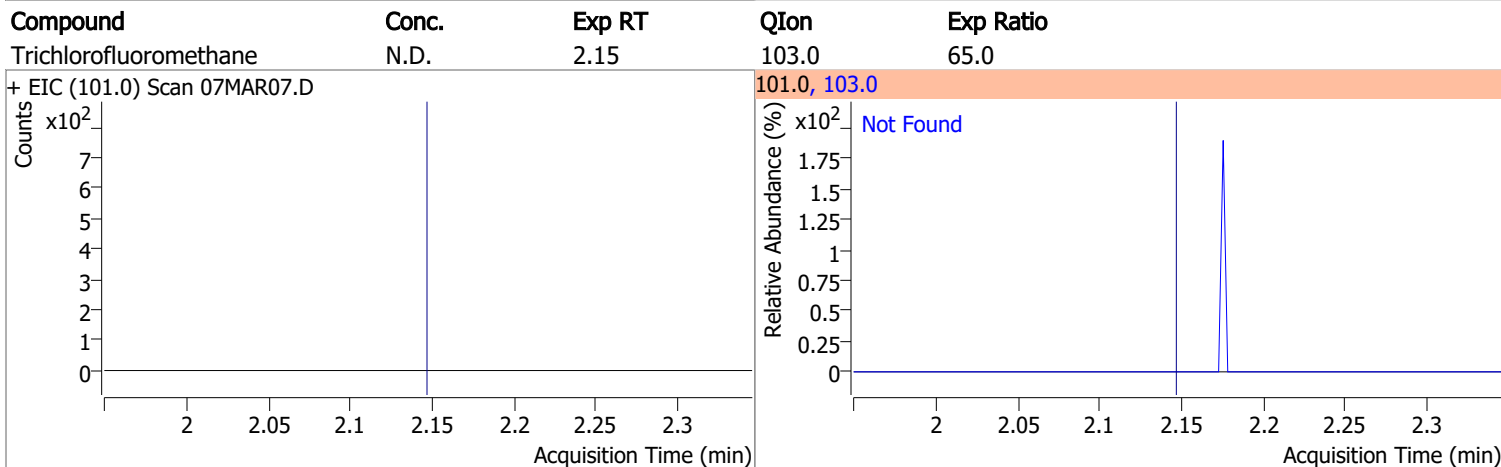 Compound Conc. Exp RT QIon Exp Ratio
Trichlorofluoromethane N.D. 2.15 103.0 65.0
+ EIC (101.0) Scan 07MAR07.D
Counts
x10²
7
6
5
4
3
2
1
0
2 2.05 2.1 2.15 2.2 2.25 2.3
Acquisition Time (min)
101.0, 103.0
Relative Abundance (%)
x10²
Not Found
1.75
1.5
1.25
1
0.75
0.5
0.25
0
2 2.05 2.1 2.15 2.2 2.25 2.3
Acquisition Time (min)